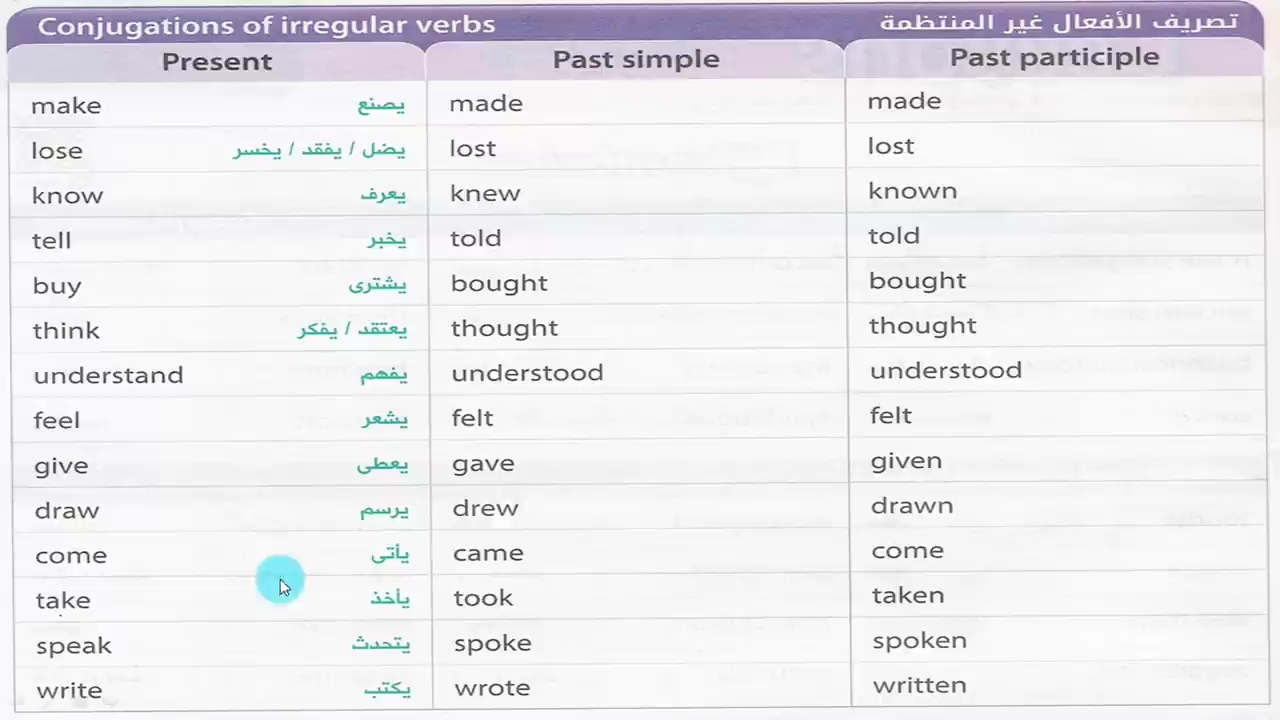 Conjugations of irregular verbs تصريف الأفعال غير المنتظمة
Present Past simple Past participle
make يصنع made made
lose يضل / يفقد / يخسر lost lost
know يعرف knew known
tell يخبر told told
buy يشترى bought bought
think يعتقد / يفكر thought thought
understand يفهم understood understood
feel يشعر felt felt
give يعطى gave given
draw يرسم drew drawn
come يأتى came come
take يأخذ took taken
speak يتحدث spoke spoken
write يكتب wrote written